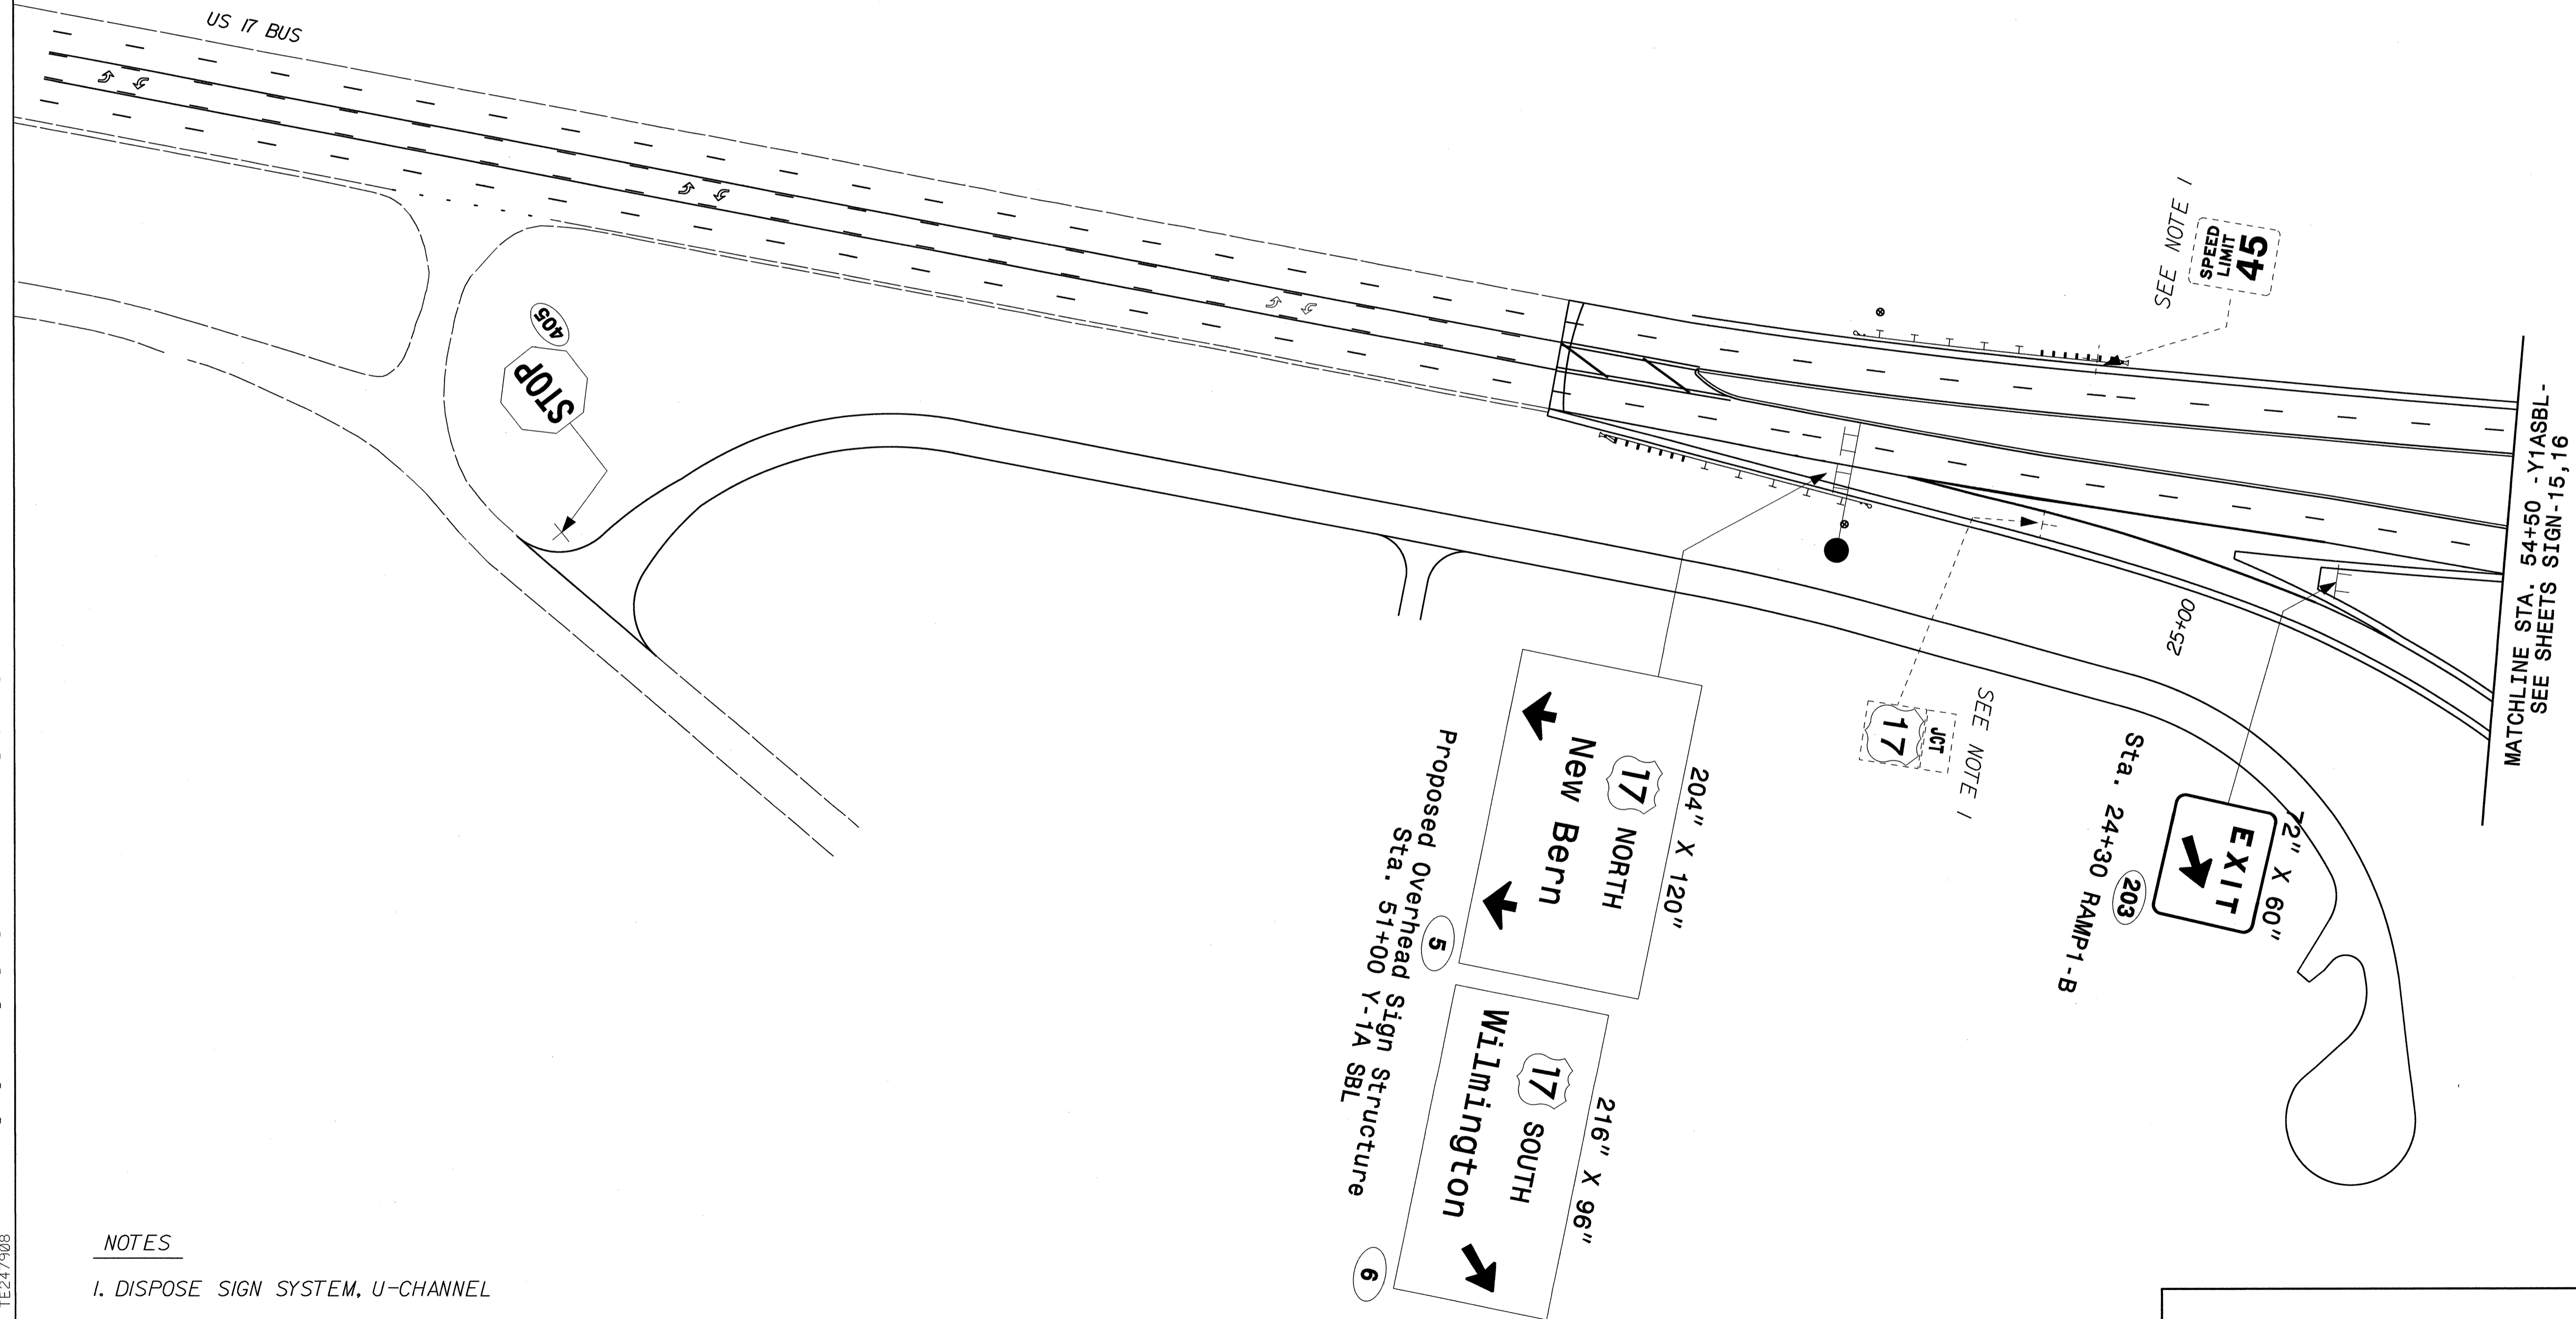 US 17 BUS
SEE NOTE 1
SPEED
LIMIT
45
405
STOP
MATCHLINE STA. 54+50 -Y1ASBL-
SEE SHEETS SIGN-15,16
25+00
JCT
17
SEE NOTE 1
204" X 120"
17 NORTH
New Bern
5
Proposed Overhead Sign Structure
Sta. 51+00 Y-1A SBL
72" X 60"
EXIT
203
Sta. 24+30 RAMP1-B
216" X 96"
17 SOUTH
Wilmington
6
NOTES
1. DISPOSE SIGN SYSTEM, U-CHANNEL
TE247908